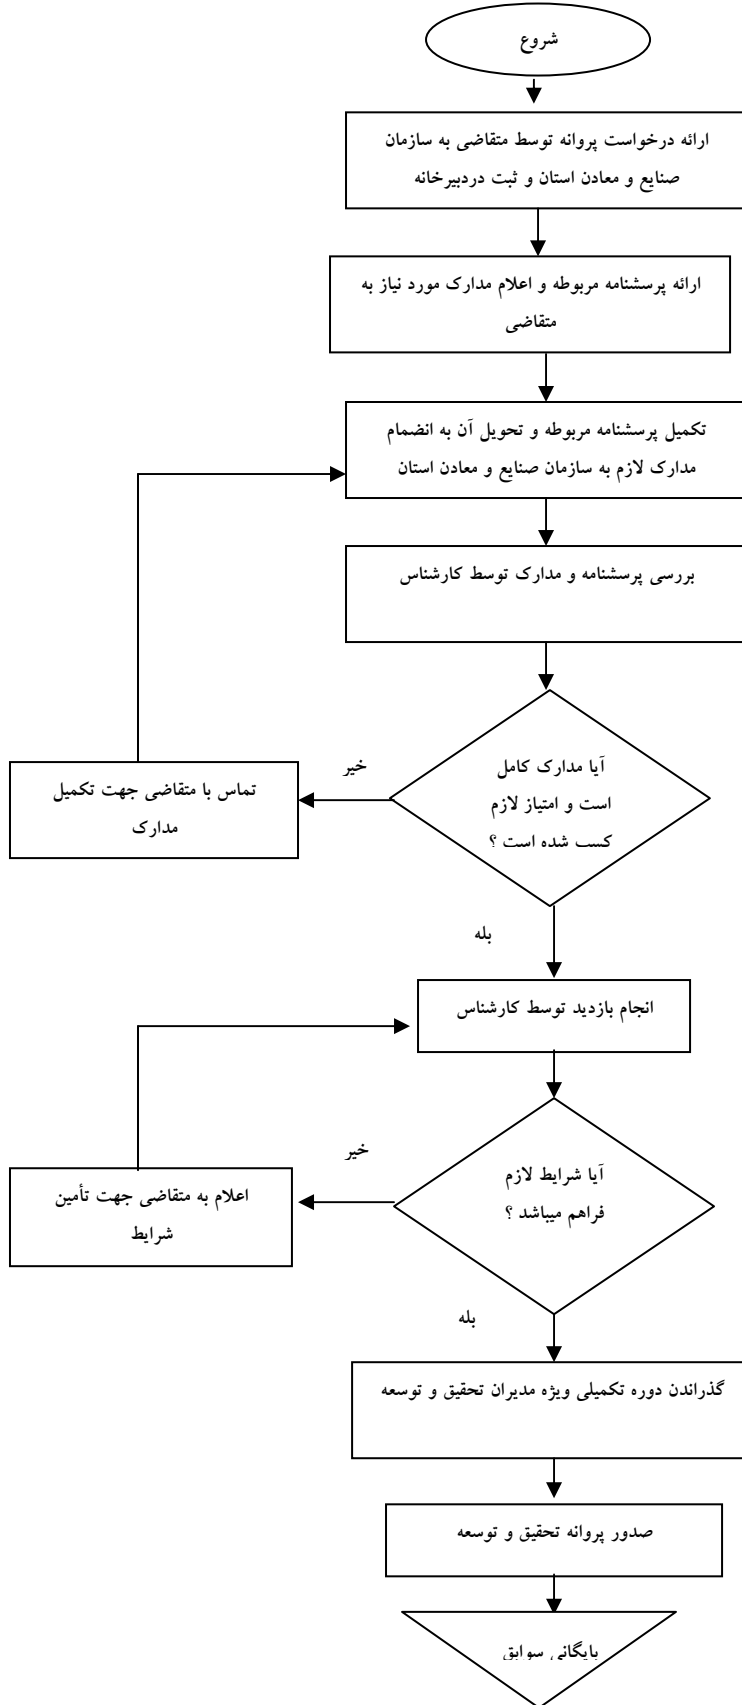 شروع
ارائه درخواست پروانه توسط متقاضی به سازمان
صنایع و معادن استان و ثبت دردبیرخانه
ارائه پرسشنامه مربوطه و اعلام مدارک مورد نیاز به
متقاضی
تکمیل پرسشنامه مربوطه و تحویل آن به انضمام
مدارک لازم به سازمان صنایع و معادن استان
بررسی پرسشنامه و مدارک توسط کارشناس
آیا مدارک کامل
است و امتیاز لازم
کسب شده است ؟
خیر
تماس با متقاضی جهت تکمیل
مدارک
بله
انجام بازدید توسط کارشناس
آیا شرایط لازم
فراهم میباشد ؟
خیر
اعلام به متقاضی جهت تأمین
شرایط
بله
گذراندن دوره تکمیلی ویژه مدیران تحقیق و توسعه
صدور پروانه تحقیق و توسعه
بایگانی سوابق